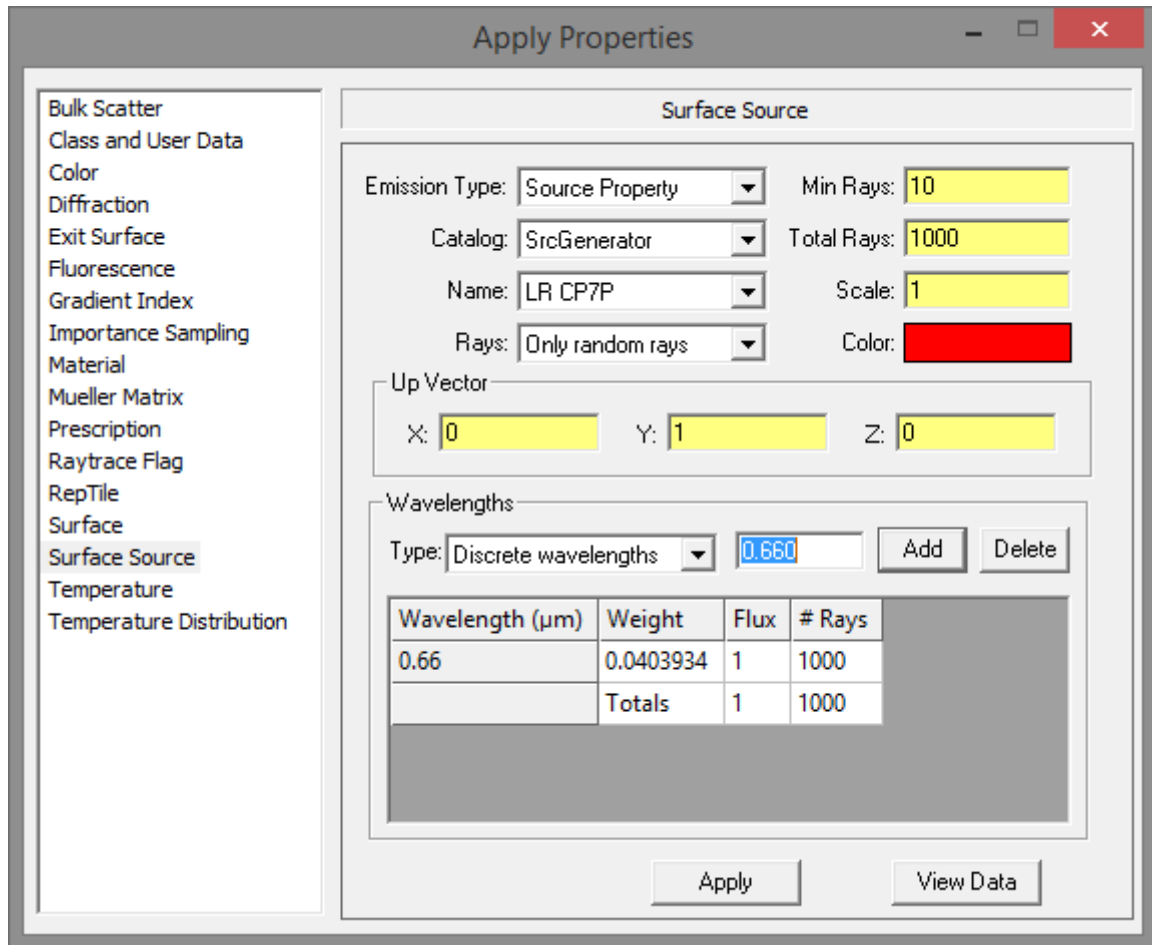 Apply Properties
Bulk Scatter
Class and User Data
Color
Diffraction
Exit Surface
Fluorescence
Gradient Index
Importance Sampling
Material
Mueller Matrix
Prescription
Raytrace Flag
RepTile
Surface
Surface Source
Temperature
Temperature Distribution
Surface Source
Emission Type: Source Property Min Rays: 10
Catalog: SrcGenerator Total Rays: 1000
Name: LR CP7P Scale: 1
Rays: Only random rays Color:
Up Vector
X: 0 Y: 1 Z: 0
Wavelengths
Type: Discrete wavelengths 0.660 Add Delete
Wavelength (µm) Weight Flux # Rays
0.66 0.0403934 1 1000
Totals 1 1000
Apply View Data